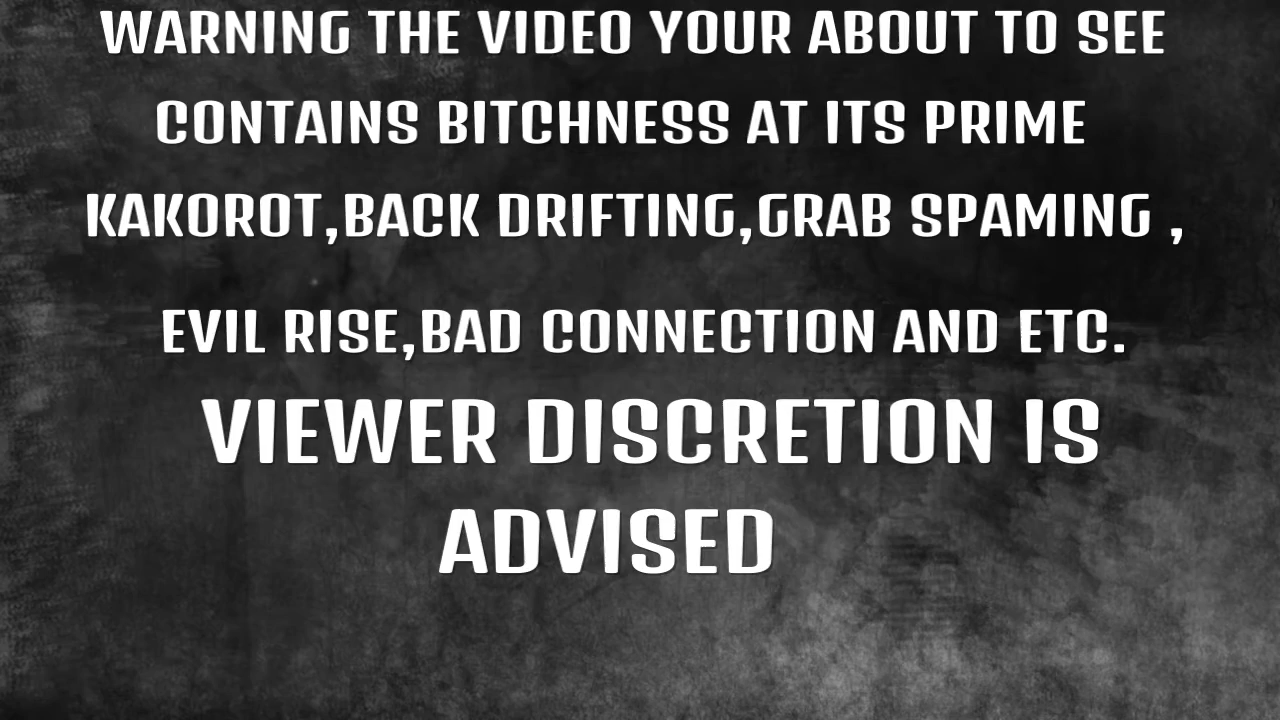 WARNING THE VIDEO YOUR ABOUT TO SEE
CONTAINS BITCHNESS AT ITS PRIME
KAKOROT,BACK DRIFTING,GRAB SPAMING ,
EVIL RISE,BAD CONNECTION AND ETC.
VIEWER DISCRETION IS
ADVISED